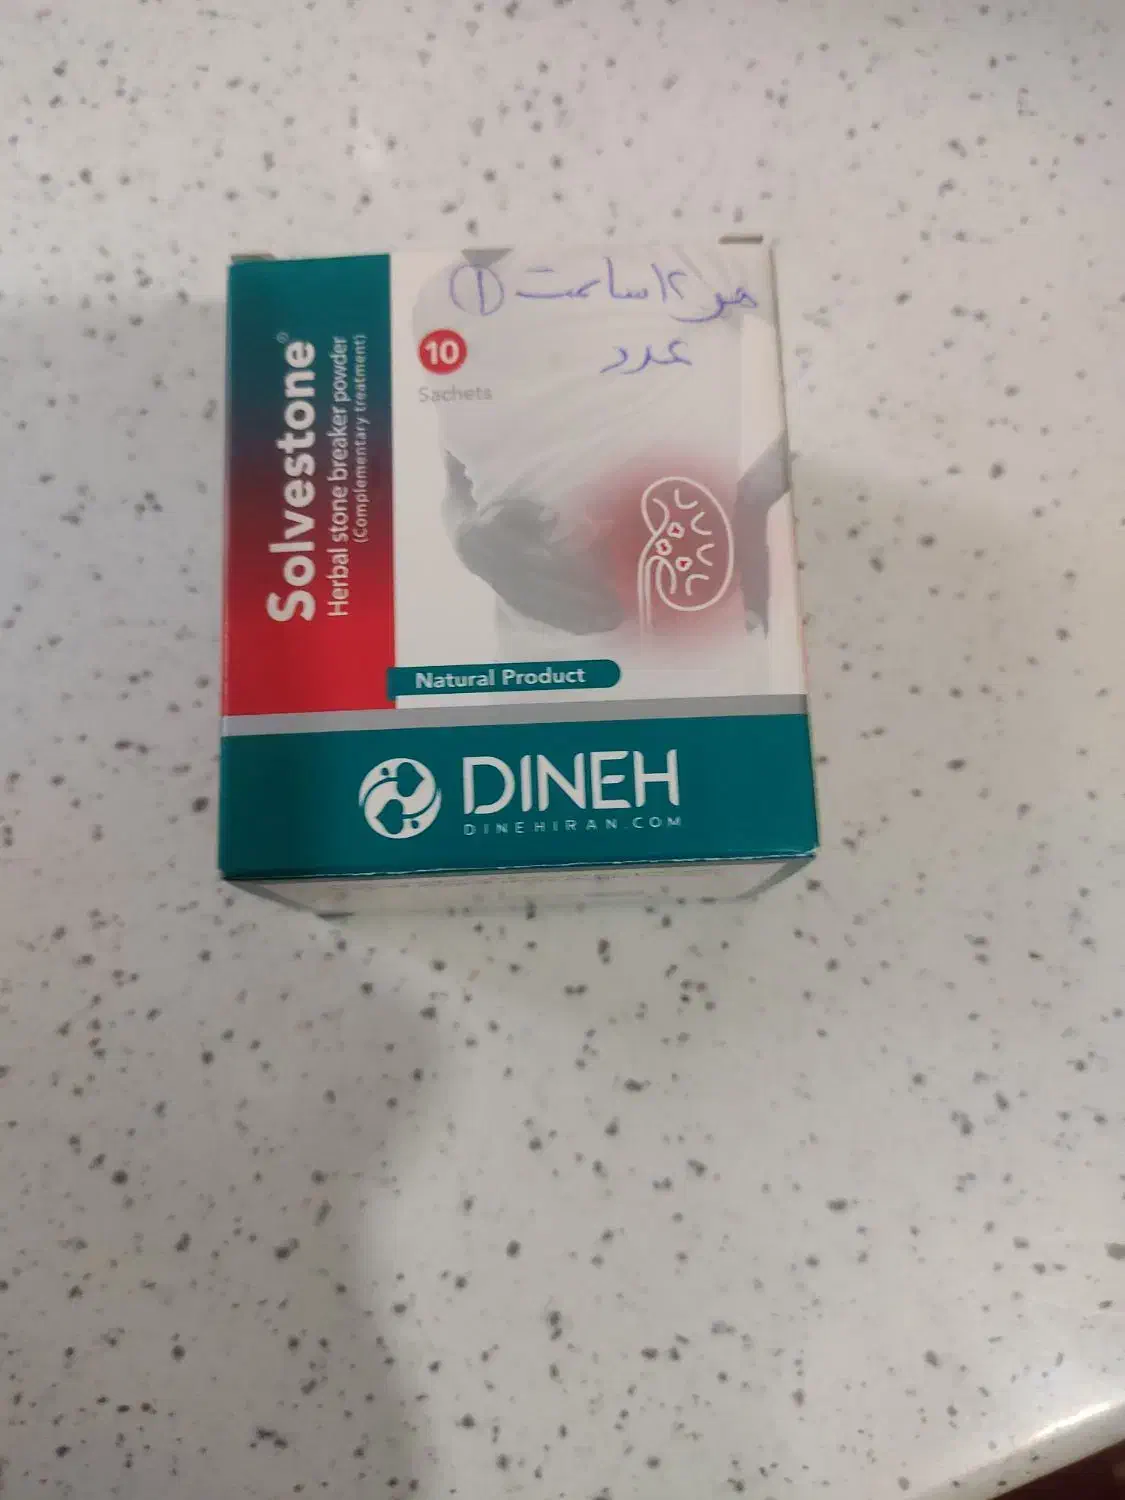 هر ۱۲ ساعت ۱
عدد
10
Sachets
Solvestone®
Herbal stone breaker powder
(Complementary treatment)
Natural Product
DINEH
DINEHIRAN.COM